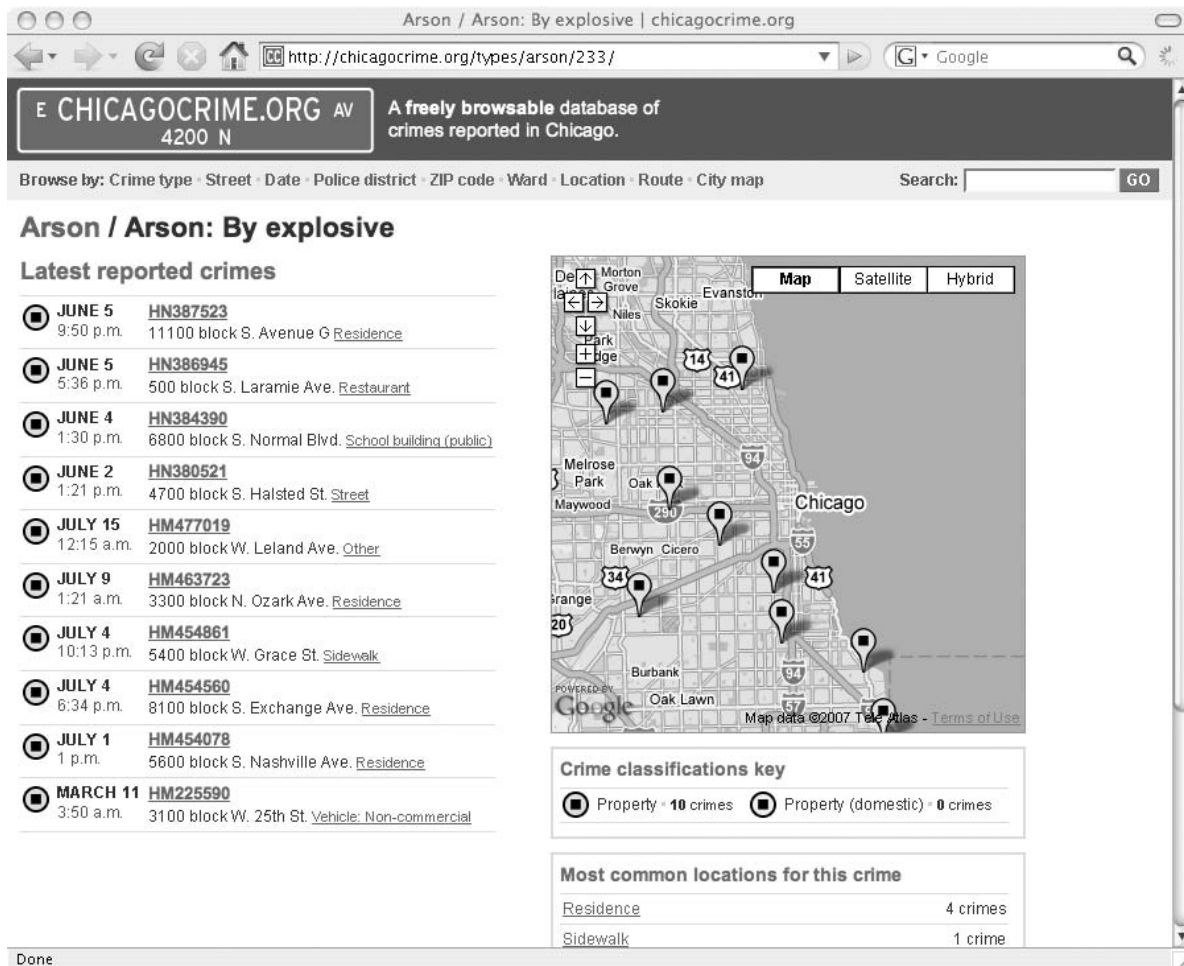 Arson / Arson: By explosive | chicagocrime.org
http://chicagocrime.org/types/arson/233/
G Google
E CHICAGOCRIME.ORG AV
4200 N
A freely browsable database of
crimes reported in Chicago.
Browse by: Crime type Street Date Police district ZIP code Ward Location Route City map
Search: GO
Arson / Arson: By explosive
Latest reported crimes
JUNE 5 HN387523
9:50 p.m. 11100 block S. Avenue G Residence
JUNE 5 HN386945
5:36 p.m. 500 block S. Laramie Ave. Restaurant
JUNE 4 HN384390
1:30 p.m. 6800 block S. Normal Blvd. School building (public)
JUNE 2 HN380521
1:21 p.m. 4700 block S. Halsted St. Street
JULY 15 HM477019
12:15 a.m. 2000 block W. Leland Ave. Other
JULY 9 HM463723
1:21 a.m. 3300 block N. Ozark Ave. Residence
JULY 4 HM454861
10:13 p.m. 5400 block W. Grace St. Sidewalk
JULY 4 HM454560
6:34 p.m. 8100 block S. Exchange Ave. Residence
JULY 1 HM454078
1 p.m. 5600 block S. Nashville Ave. Residence
MARCH 11 HM225590
3:50 a.m. 3100 block W. 25th St. Vehicle: Non-commercial
Map Satellite Hybrid
Morton
Grove
Skokie Evanston
Niles
Park
14
41
94
Melrose
Park Oak
Maywood 290
Chicago
Berwyn Cicero 55
34 41
20
Burbank
94
POWERED BY
Google Oak Lawn 57
Map data ©2007 Tele Atlas - Terms of Use
Crime classifications key
Property 10 crimes Property (domestic) 0 crimes
Most common locations for this crime
Residence 4 crimes
Sidewalk 1 crime
Done